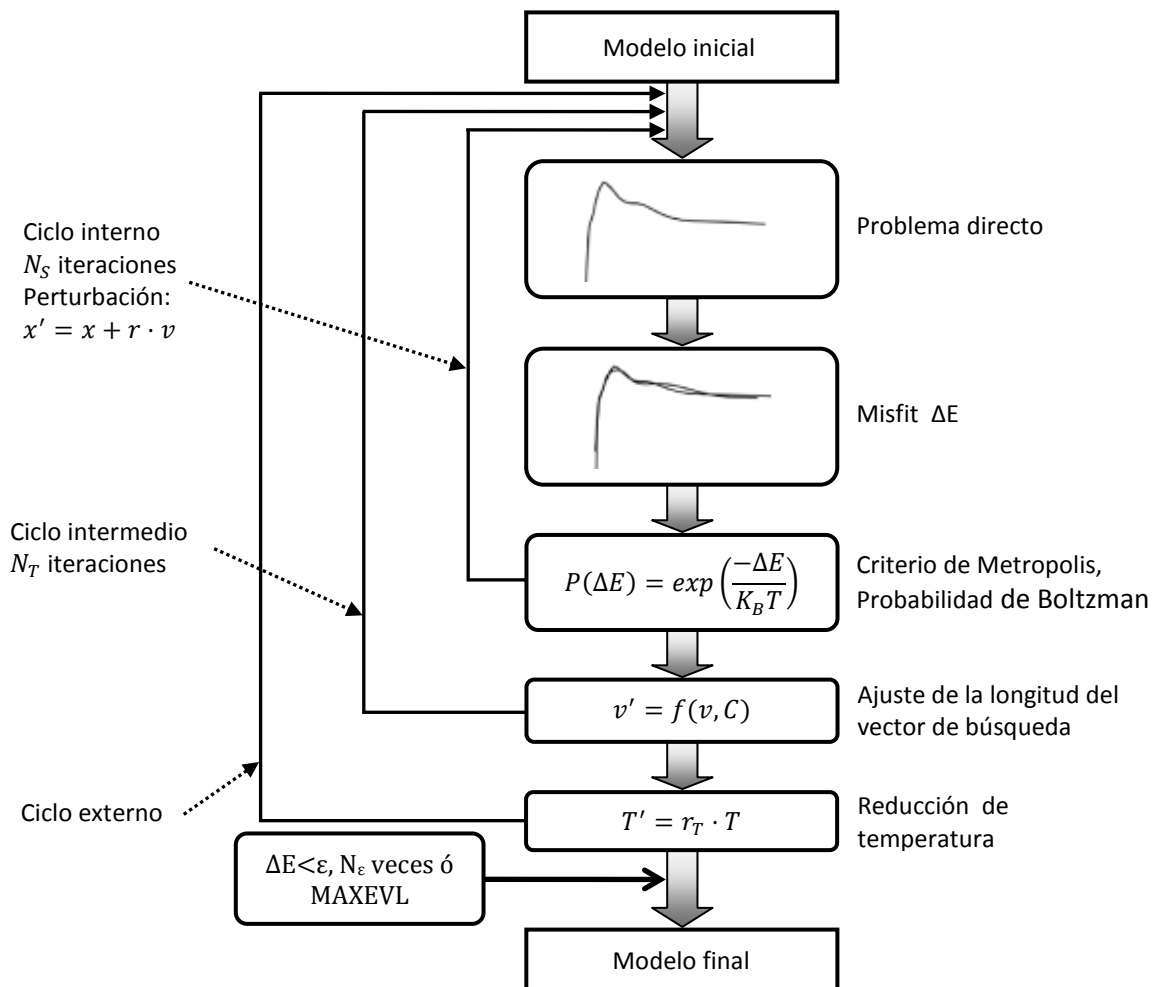 Modelo inicial
Problema directo
Ciclo interno
N_S iteraciones
Perturbación:
x' = x + r · v
Misfit ΔE
Ciclo intermedio
N_T iteraciones
P(ΔE) = exp(-ΔE / K_B T)
Criterio de Metropolis,
Probabilidad de Boltzman
v' = f(v, C)
Ajuste de la longitud del
vector de búsqueda
Ciclo externo
T' = r_T · T
Reducción de
temperatura
ΔE<ε, N_ε veces ó
MAXEVL
Modelo final